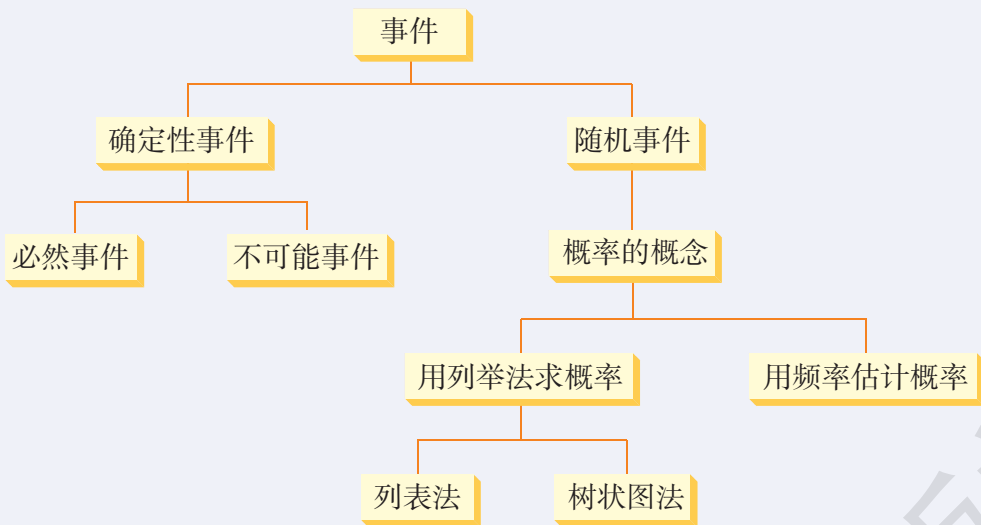 事件
确定性事件 随机事件
必然事件 不可能事件 概率的概念
用列举法求概率 用频率估计概率
列表法 树状图法